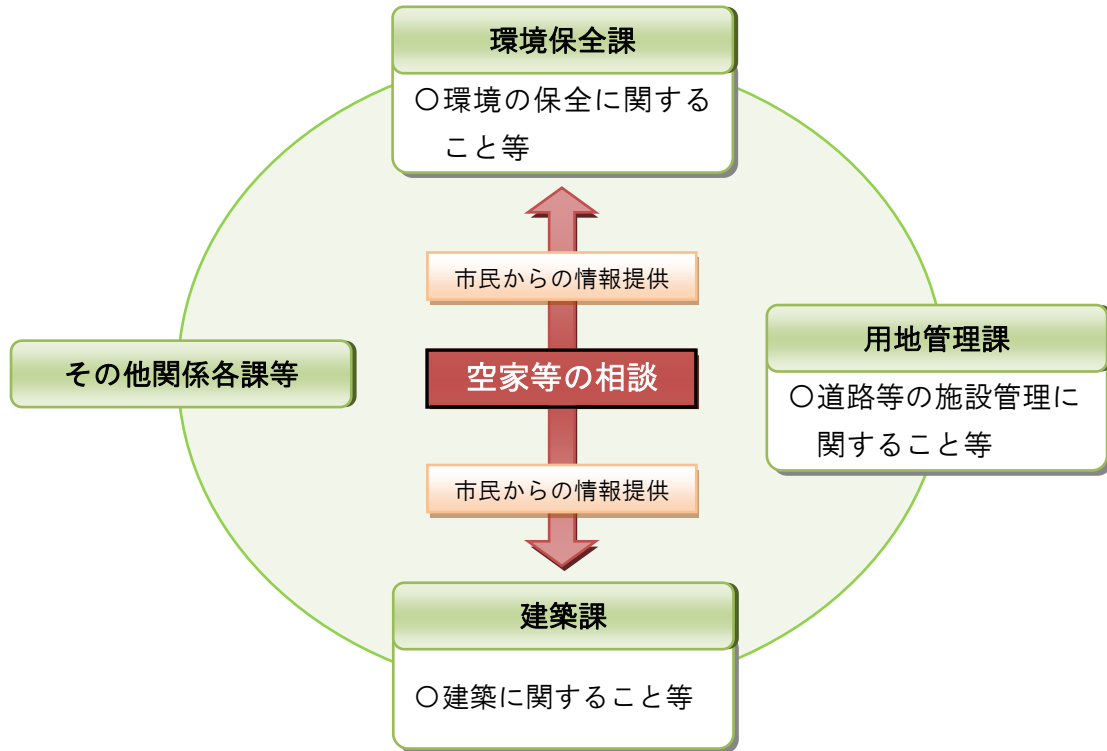 環境保全課
〇環境の保全に関する
こと等
市民からの情報提供
用地管理課
〇道路等の施設管理に
関すること等
その他関係各課等
空家等の相談
市民からの情報提供
建築課
〇建築に関すること等